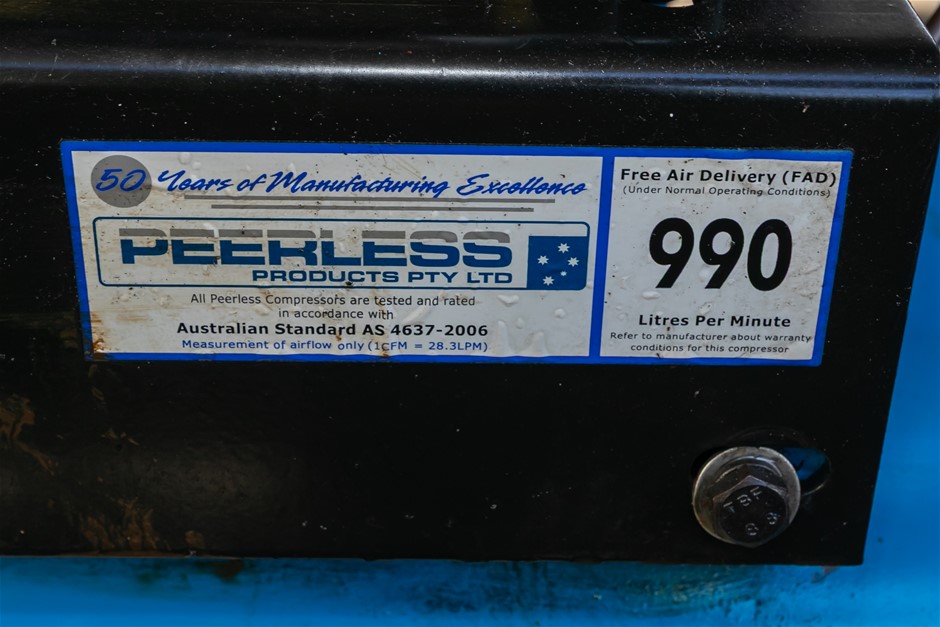 50 Years of Manufacturing Excellence
PEERLESS
PRODUCTS PTY LTD
All Peerless Compressors are tested and rated
in accordance with
Australian Standard AS 4637-2006
Measurement of airflow only (1CFM = 28.3LPM)
Free Air Delivery (FAD)
(Under Normal Operating Conditions)
990
Litres Per Minute
Refer to manufacturer about warranty
conditions for this compressor
8.8